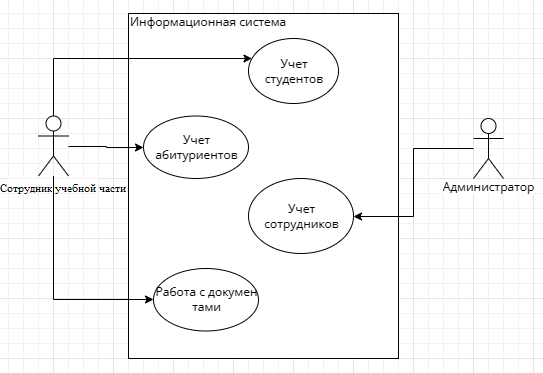 Информационная система
Учет
студентов
Учет
абитуриентов
Сотрудник учебной части
Администратор
Учет
сотрудников
Работа с докумен
тами